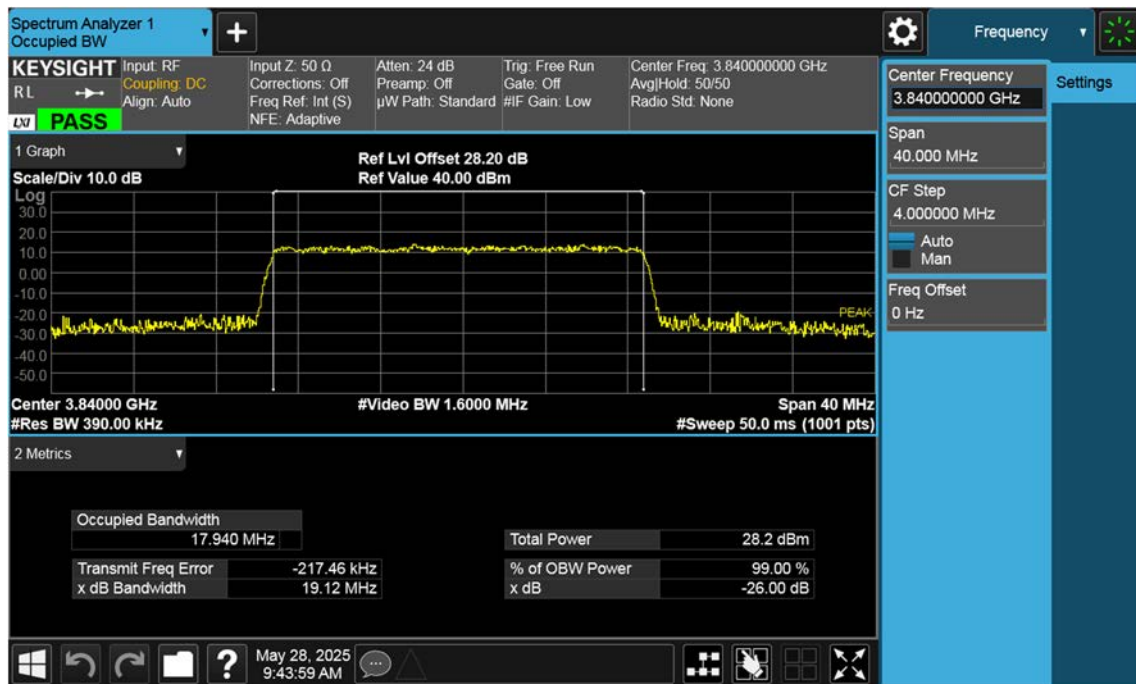 Spectrum Analyzer 1
Occupied BW
+
Frequency
KEYSIGHT
RL
LXI PASS
Input: RF
Coupling: DC
Align: Auto
Input Z: 50 Ω
Corrections: Off
Freq Ref: Int (S)
NFE: Adaptive
Atten: 24 dB
Preamp: Off
µW Path: Standard
Trig: Free Run
Gate: Off
#IF Gain: Low
Center Freq: 3.840000000 GHz
Avg|Hold: 50/50
Radio Std: None
Center Frequency
3.840000000 GHz
Settings
Span
40.000 MHz
CF Step
4.000000 MHz
Auto
Man
Freq Offset
0 Hz
1 Graph
Scale/Div 10.0 dB
Ref Lvl Offset 28.20 dB
Ref Value 40.00 dBm
Log
30.0
20.0
10.0
0.00
-10.0
-20.0
-30.0
-40.0
-50.0
PEAK
Center 3.84000 GHz
#Video BW 1.6000 MHz
Span 40 MHz
#Res BW 390.00 kHz
#Sweep 50.0 ms (1001 pts)
2 Metrics
Occupied Bandwidth
17.940 MHz
Total Power 28.2 dBm
Transmit Freq Error -217.46 kHz
% of OBW Power 99.00 %
x dB Bandwidth 19.12 MHz
x dB -26.00 dB
?
May 28, 2025
9:43:59 AM